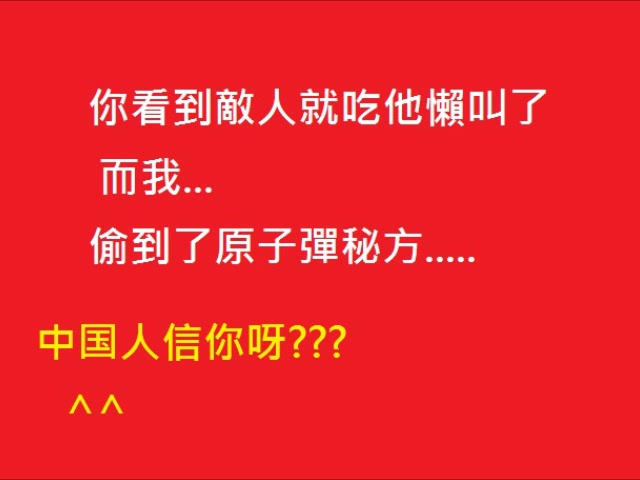 你看到敵人就吃他懶叫了
而我...
偷到了原子彈秘方.....
中国人信你呀???
^ ^